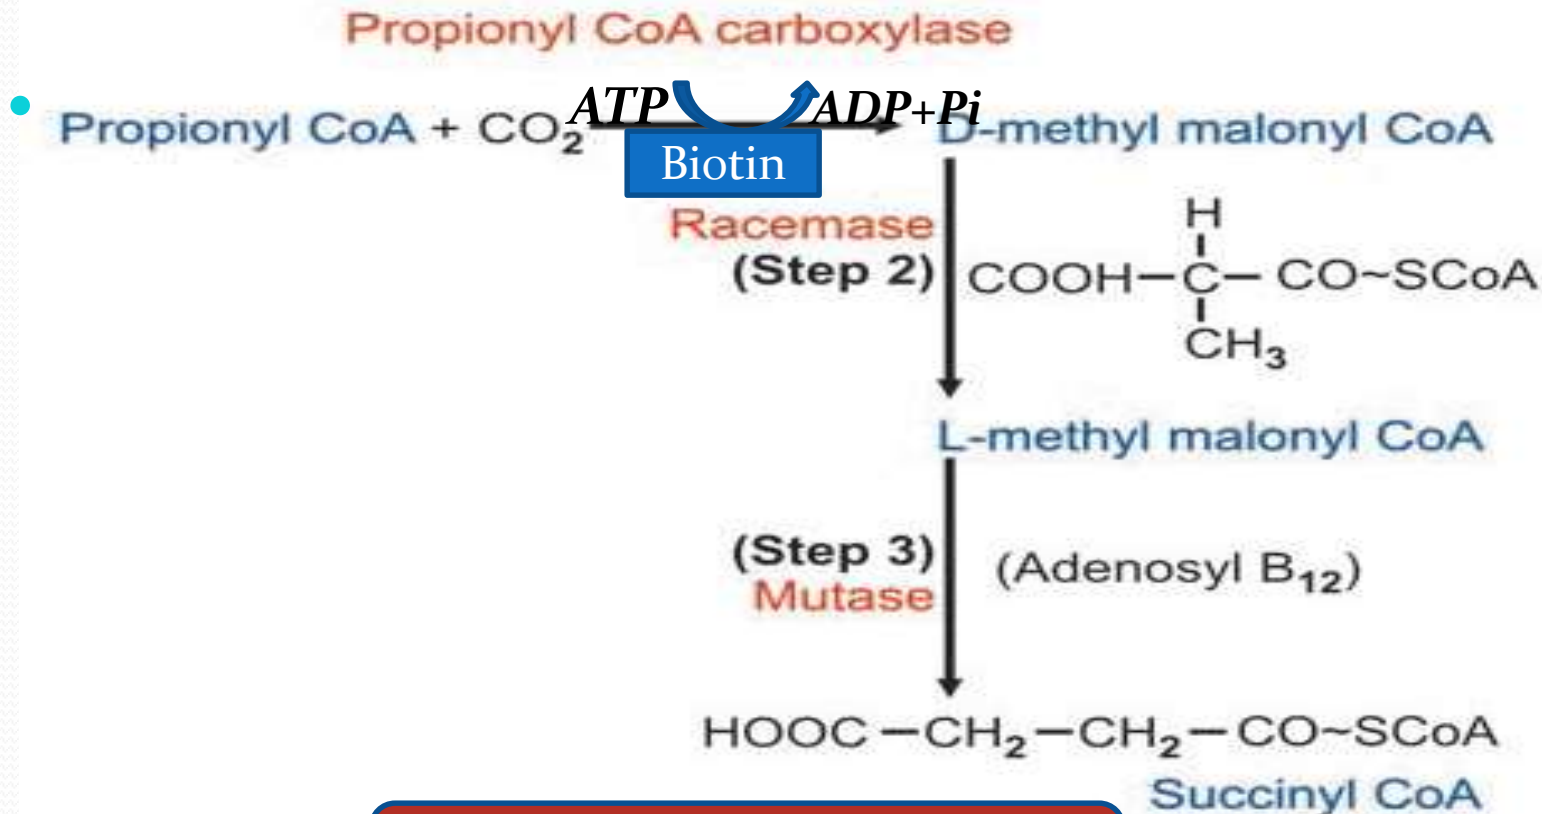 Propionyl CoA carboxylase
ATP ADP+Pi
• Propionyl CoA + CO₂ D-methyl malonyl CoA
Biotin
Racemase
(Step 2)
H
COOH—C— CO~SCoA
CH₃
L-methyl malonyl CoA
(Step 3)
Mutase
(Adenosyl B₁₂)
HOOC—CH₂—CH₂—CO~SCoA
Succinyl CoA